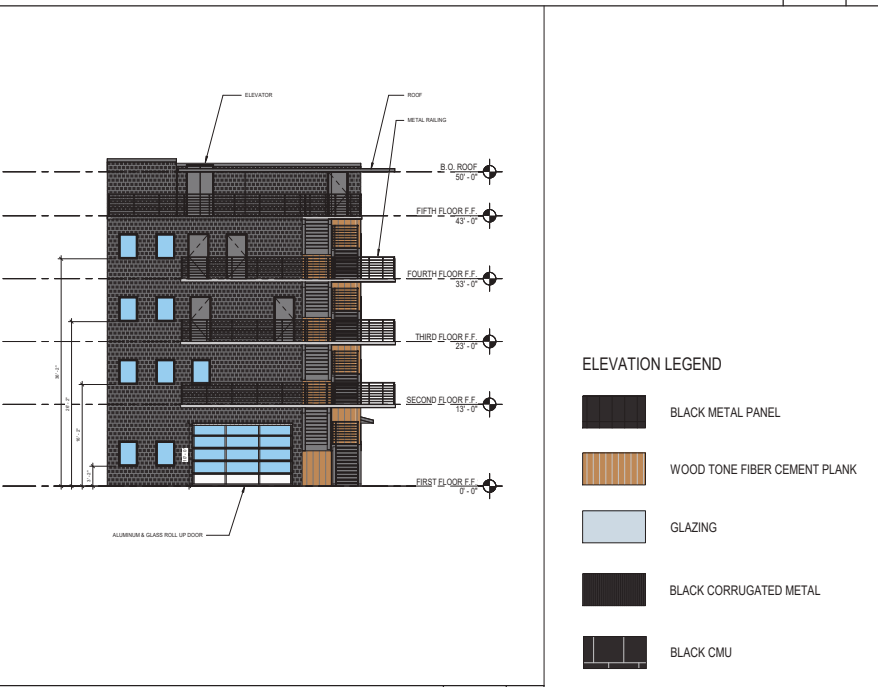 ELEVATOR
ROOF
METAL RAILING
B.O. ROOF
50' - 0"
FIFTH FLOOR F.F.
43' - 0"
FOURTH FLOOR F.F.
33' - 0"
THIRD FLOOR F.F.
23' - 0"
SECOND FLOOR F.F.
13' - 0"
FIRST FLOOR F.F.
0' - 0"
ALUMINUM & GLASS ROLL UP DOOR
ELEVATION LEGEND
BLACK METAL PANEL
WOOD TONE FIBER CEMENT PLANK
GLAZING
BLACK CORRUGATED METAL
BLACK CMU